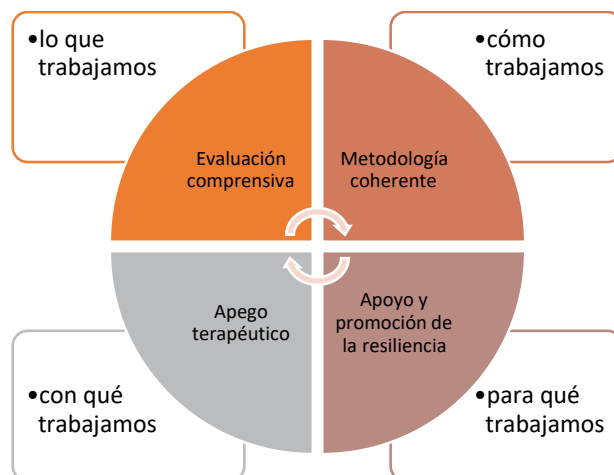 •lo que
trabajamos
•cómo
trabajamos
Evaluación
comprensiva
Metodología
coherente
Apego
terapéutico
Apoyo y
promoción de
la resiliencia
•con qué
trabajamos
•para qué
trabajamos